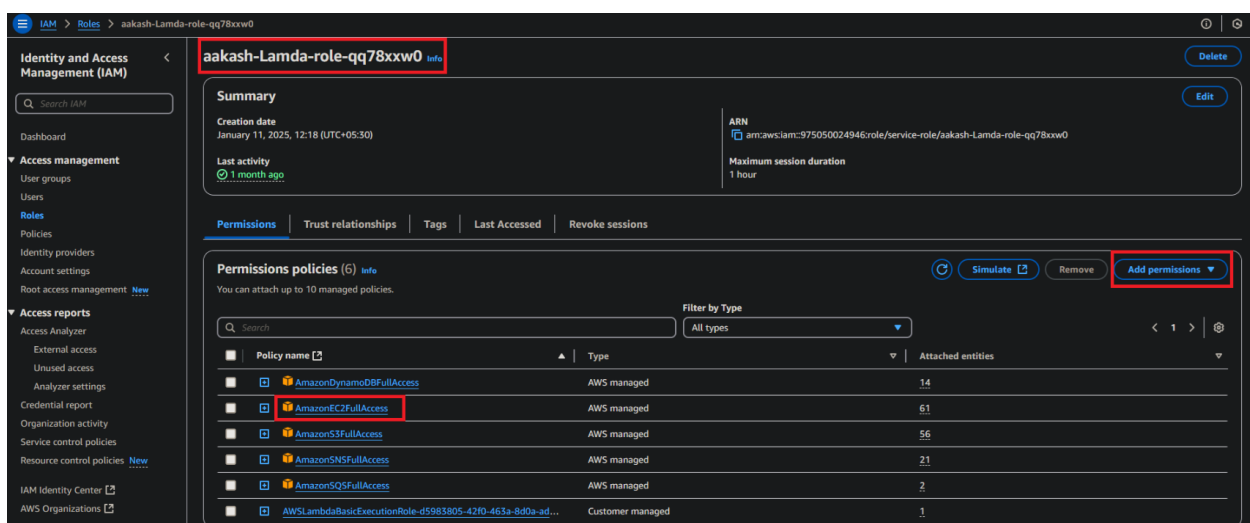 IAM > Roles > aakash-Lamda-role-qq78xxw0
Identity and Access Management (IAM)
Search IAM
Dashboard
Access management
User groups
Users
Roles
Policies
Identity providers
Account settings
Root access management New
Access reports
Access Analyzer
External access
Unused access
Analyzer settings
Credential report
Organization activity
Service control policies
Resource control policies New
IAM Identity Center
AWS Organizations
aakash-Lamda-role-qq78xxw0 Info
Delete
Summary
Edit
Creation date
January 11, 2025, 12:18 (UTC+05:30)
ARN
arn:aws:iam::975050024946:role/service-role/aakash-Lamda-role-qq78xxw0
Last activity
1 month ago
Maximum session duration
1 hour
Permissions Trust relationships Tags Last Accessed Revoke sessions
Permissions policies (6) Info
Simulate Remove Add permissions
You can attach up to 10 managed policies.
Filter by Type
Search All types
1
Policy name Type Attached entities
AmazonDynamoDBFullAccess AWS managed 14
AmazonEC2FullAccess AWS managed 61
AmazonS3FullAccess AWS managed 56
AmazonSNSFullAccess AWS managed 21
AmazonSQSFullAccess AWS managed 2
AWSLambdaBasicExecutionRole-d5983805-42f0-463a-8d0a-ad... Customer managed 1